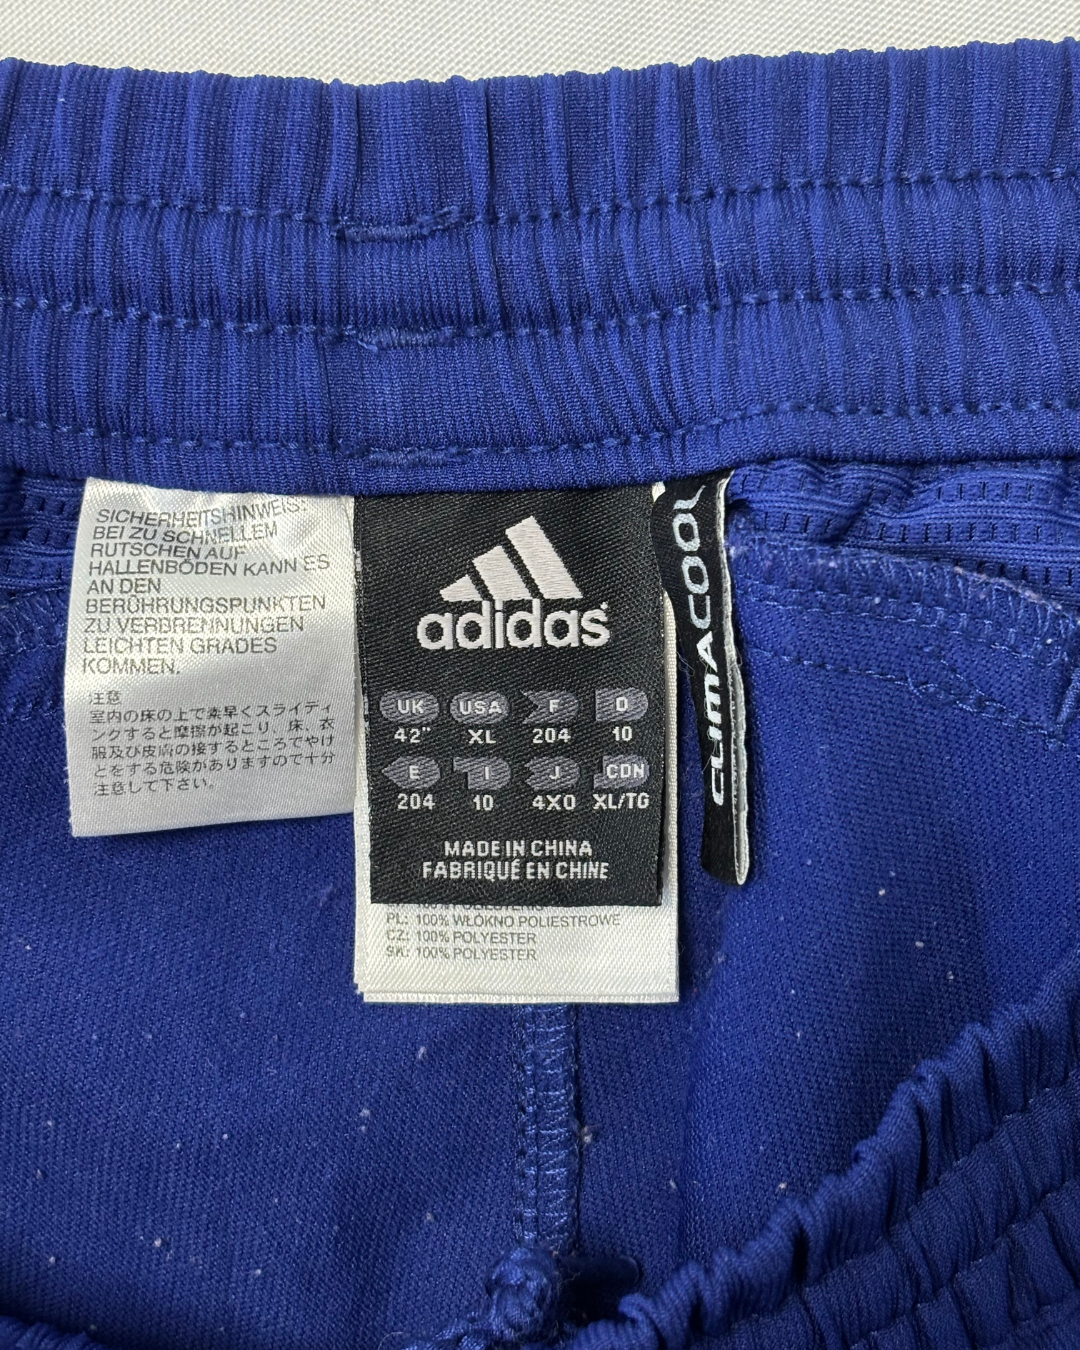 SICHERHEITSHINWEIS:
BEI ZU SCHNELLEM
RUTSCHEN AUF
HALLENBÖDEN KANN ES
AN DEN
BERÜHRUNGSPUNKTEN
ZU VERBRENNUNGEN
LEICHTEN GRADES
KOMMEN.
注意
室内の床の上で素早くスライディ
ングすると摩擦が起こり、床、衣
服及び皮膚の接するところでやけ
どをする危険がありますので十分
注意して下さい。
adidas
UK USA F D
42" XL 204 10
E I J CDN
204 10 4XO XL/TG
MADE IN CHINA
FABRIQUÉ EN CHINE
PL: 100% WŁÓKNO POLIESTROWE
CZ: 100% POLYESTER
SK: 100% POLYESTER
CLIMACOOL